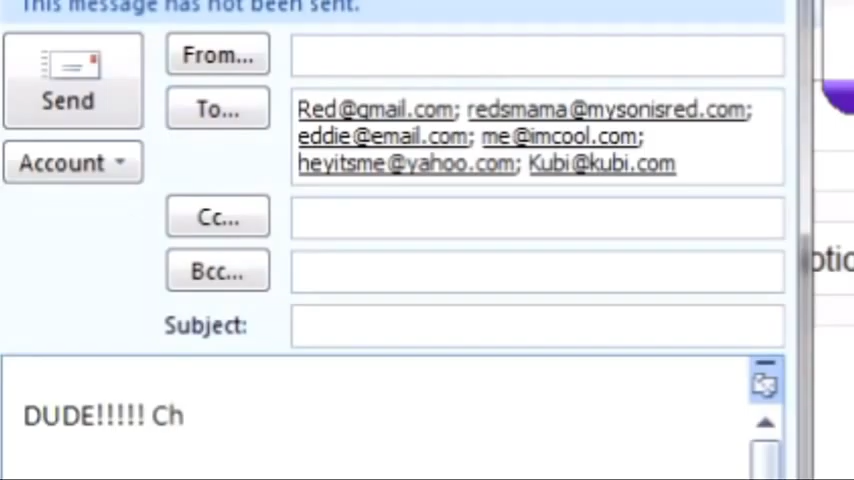 This message has not been sent.
From...
Send
To...
Red@gmail.com; redsmama@mysonisred.com;
eddie@email.com; me@imcool.com;
heyitsme@yahoo.com; Kubi@kubi.com
Account
Cc...
Bcc...
Subject:
DUDE!!!!! Ch